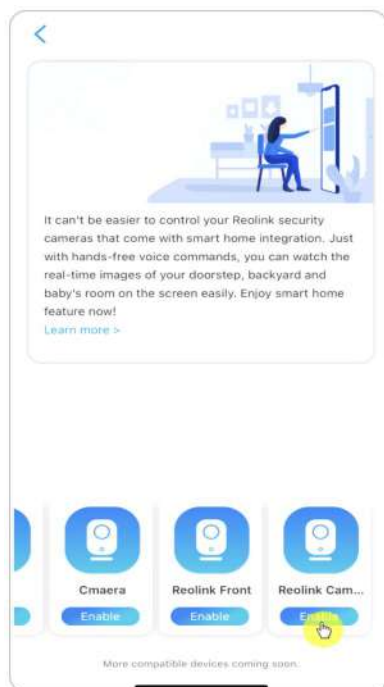 It can't be easier to control your Reolink security
cameras that come with smart home integration. Just
with hands-free voice commands, you can watch the
real-time images of your doorstep, backyard and
baby's room on the screen easily. Enjoy smart home
feature now!
Learn more >
Cmaera
Reolink Front
Reolink Cam...
Enable
Enable
Enable
More compatible devices coming soon.